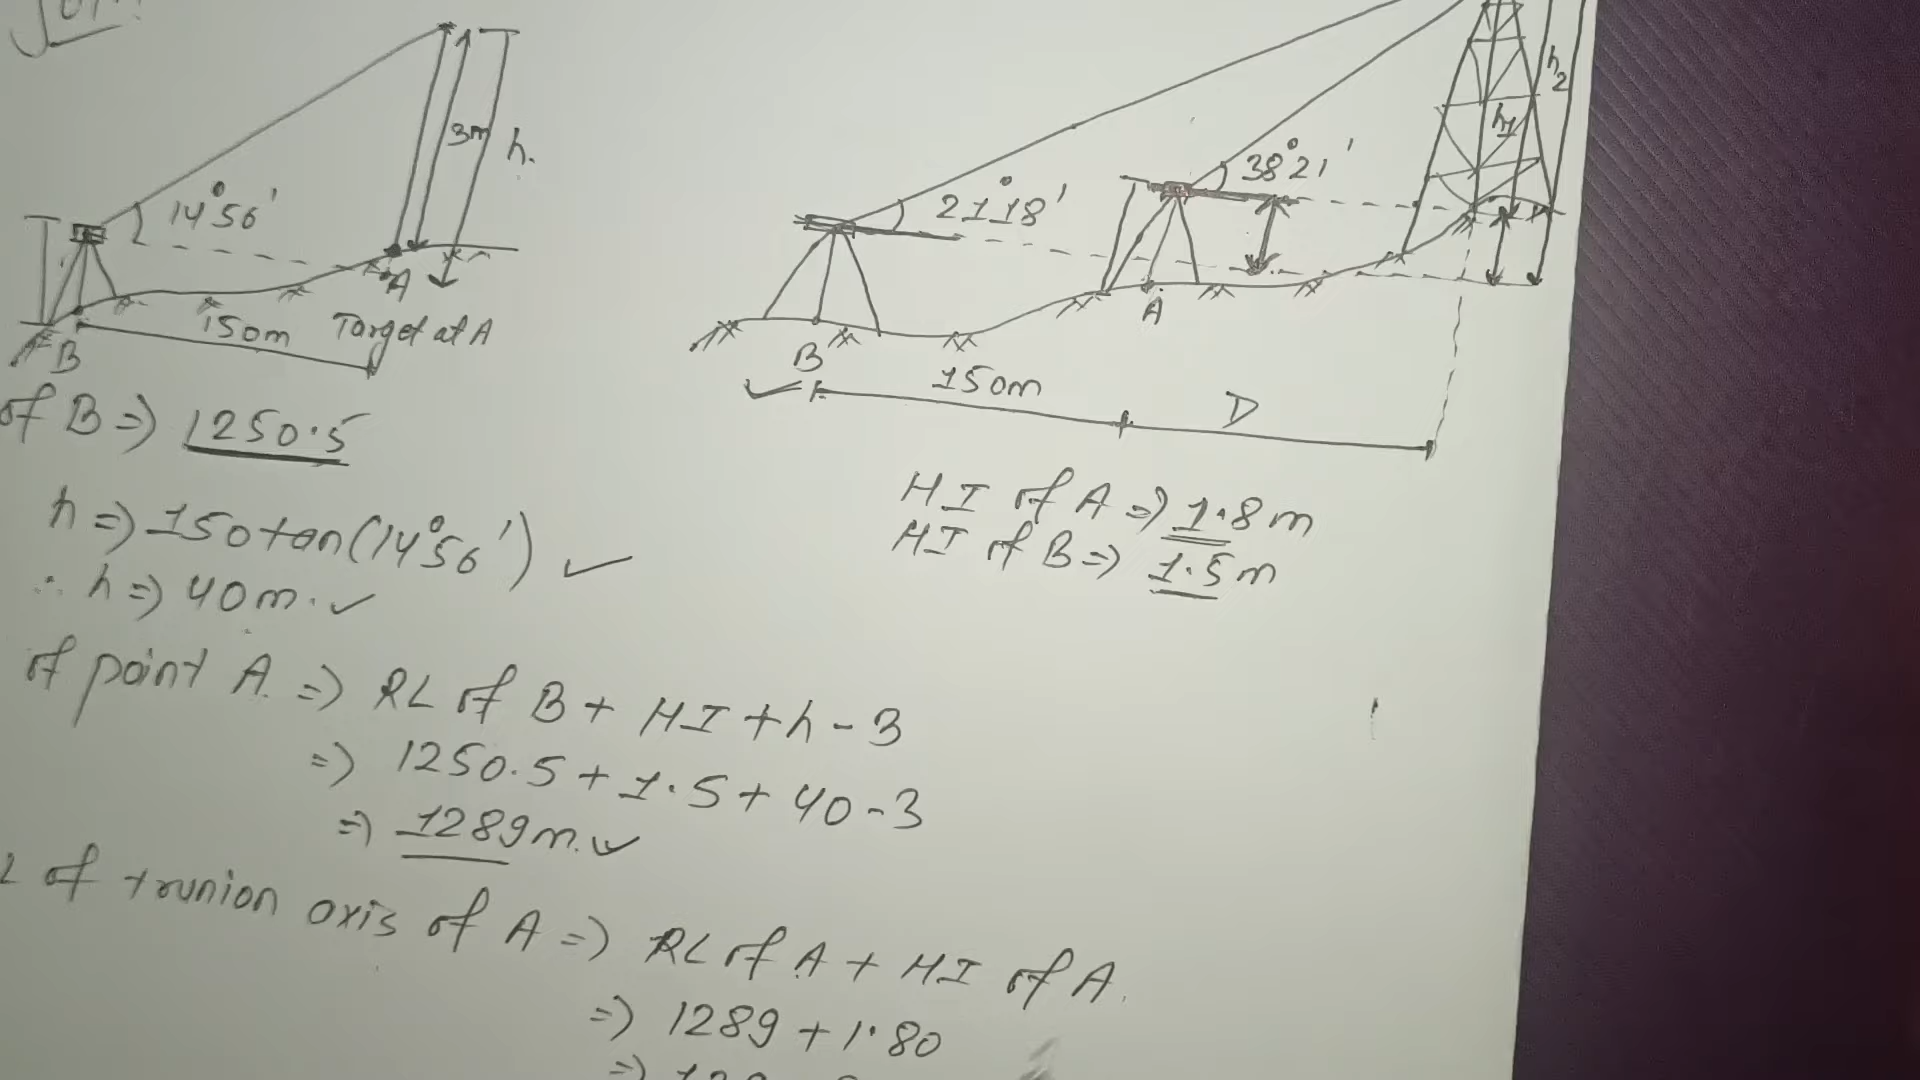 14°56'
3m
h.
A
150m
Target at A
B
of B => 1250.5
h => 150tan(14°56') ✓
∴ h => 40m. ✓
of point A. => RL of B + HI + h - 3
=> 1250.5 + 1.5 + 40 - 3
=> 1289m. ✓
of trunion axis of A => RL of A + HI of A.
=> 1289 + 1.80
=>
21°18'
38°21'
h2
h1
A
B
150m
D
HI of A => 1.8m
HI of B => 1.5m